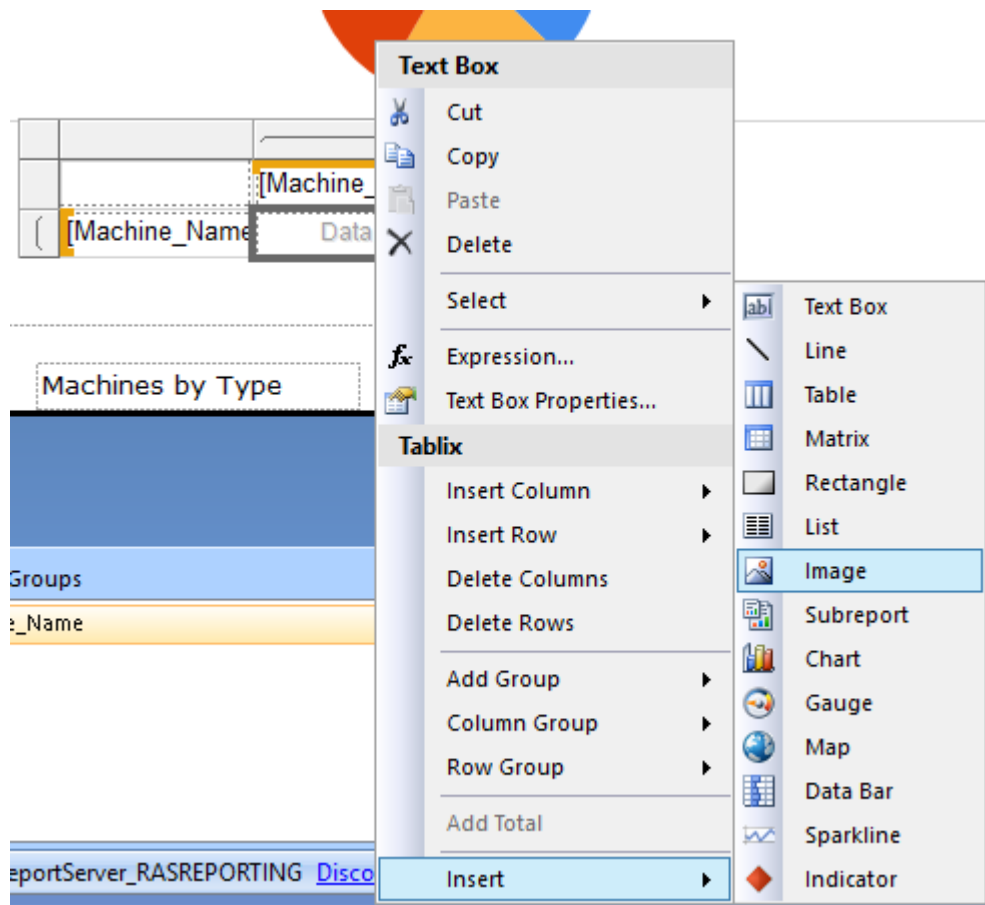 Text Box
Cut
Copy
Paste
Delete
Select
Expression...
Text Box Properties...
Tablix
Insert Column
Insert Row
Delete Columns
Delete Rows
Add Group
Column Group
Row Group
Add Total
Insert
[Machine_
[Machine_Name
Data
Machines by Type
Groups
e_Name
eportServer_RASREPORTING Disco
abl
Text Box
Line
Table
Matrix
Rectangle
List
Image
Subreport
Chart
Gauge
Map
Data Bar
Sparkline
Indicator